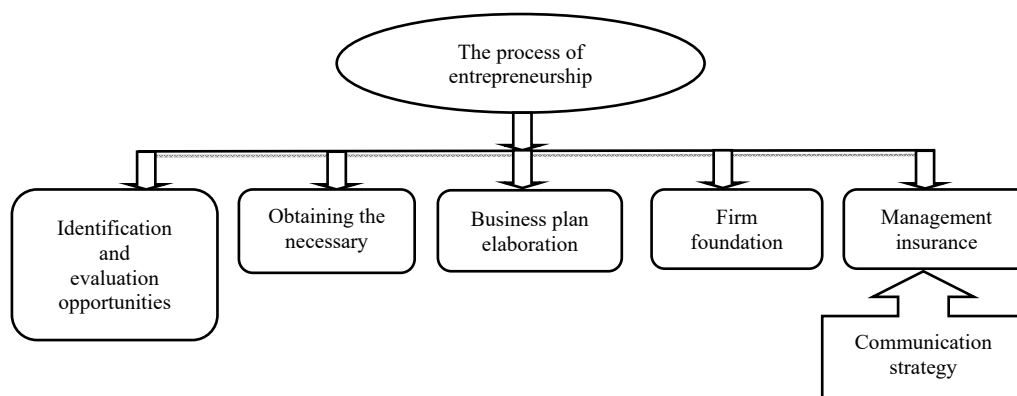 The process of
entrepreneurship
Identification
and
evaluation
opportunities
Obtaining the
necessary
Business plan
elaboration
Firm
foundation
Management
insurance
Communication
strategy